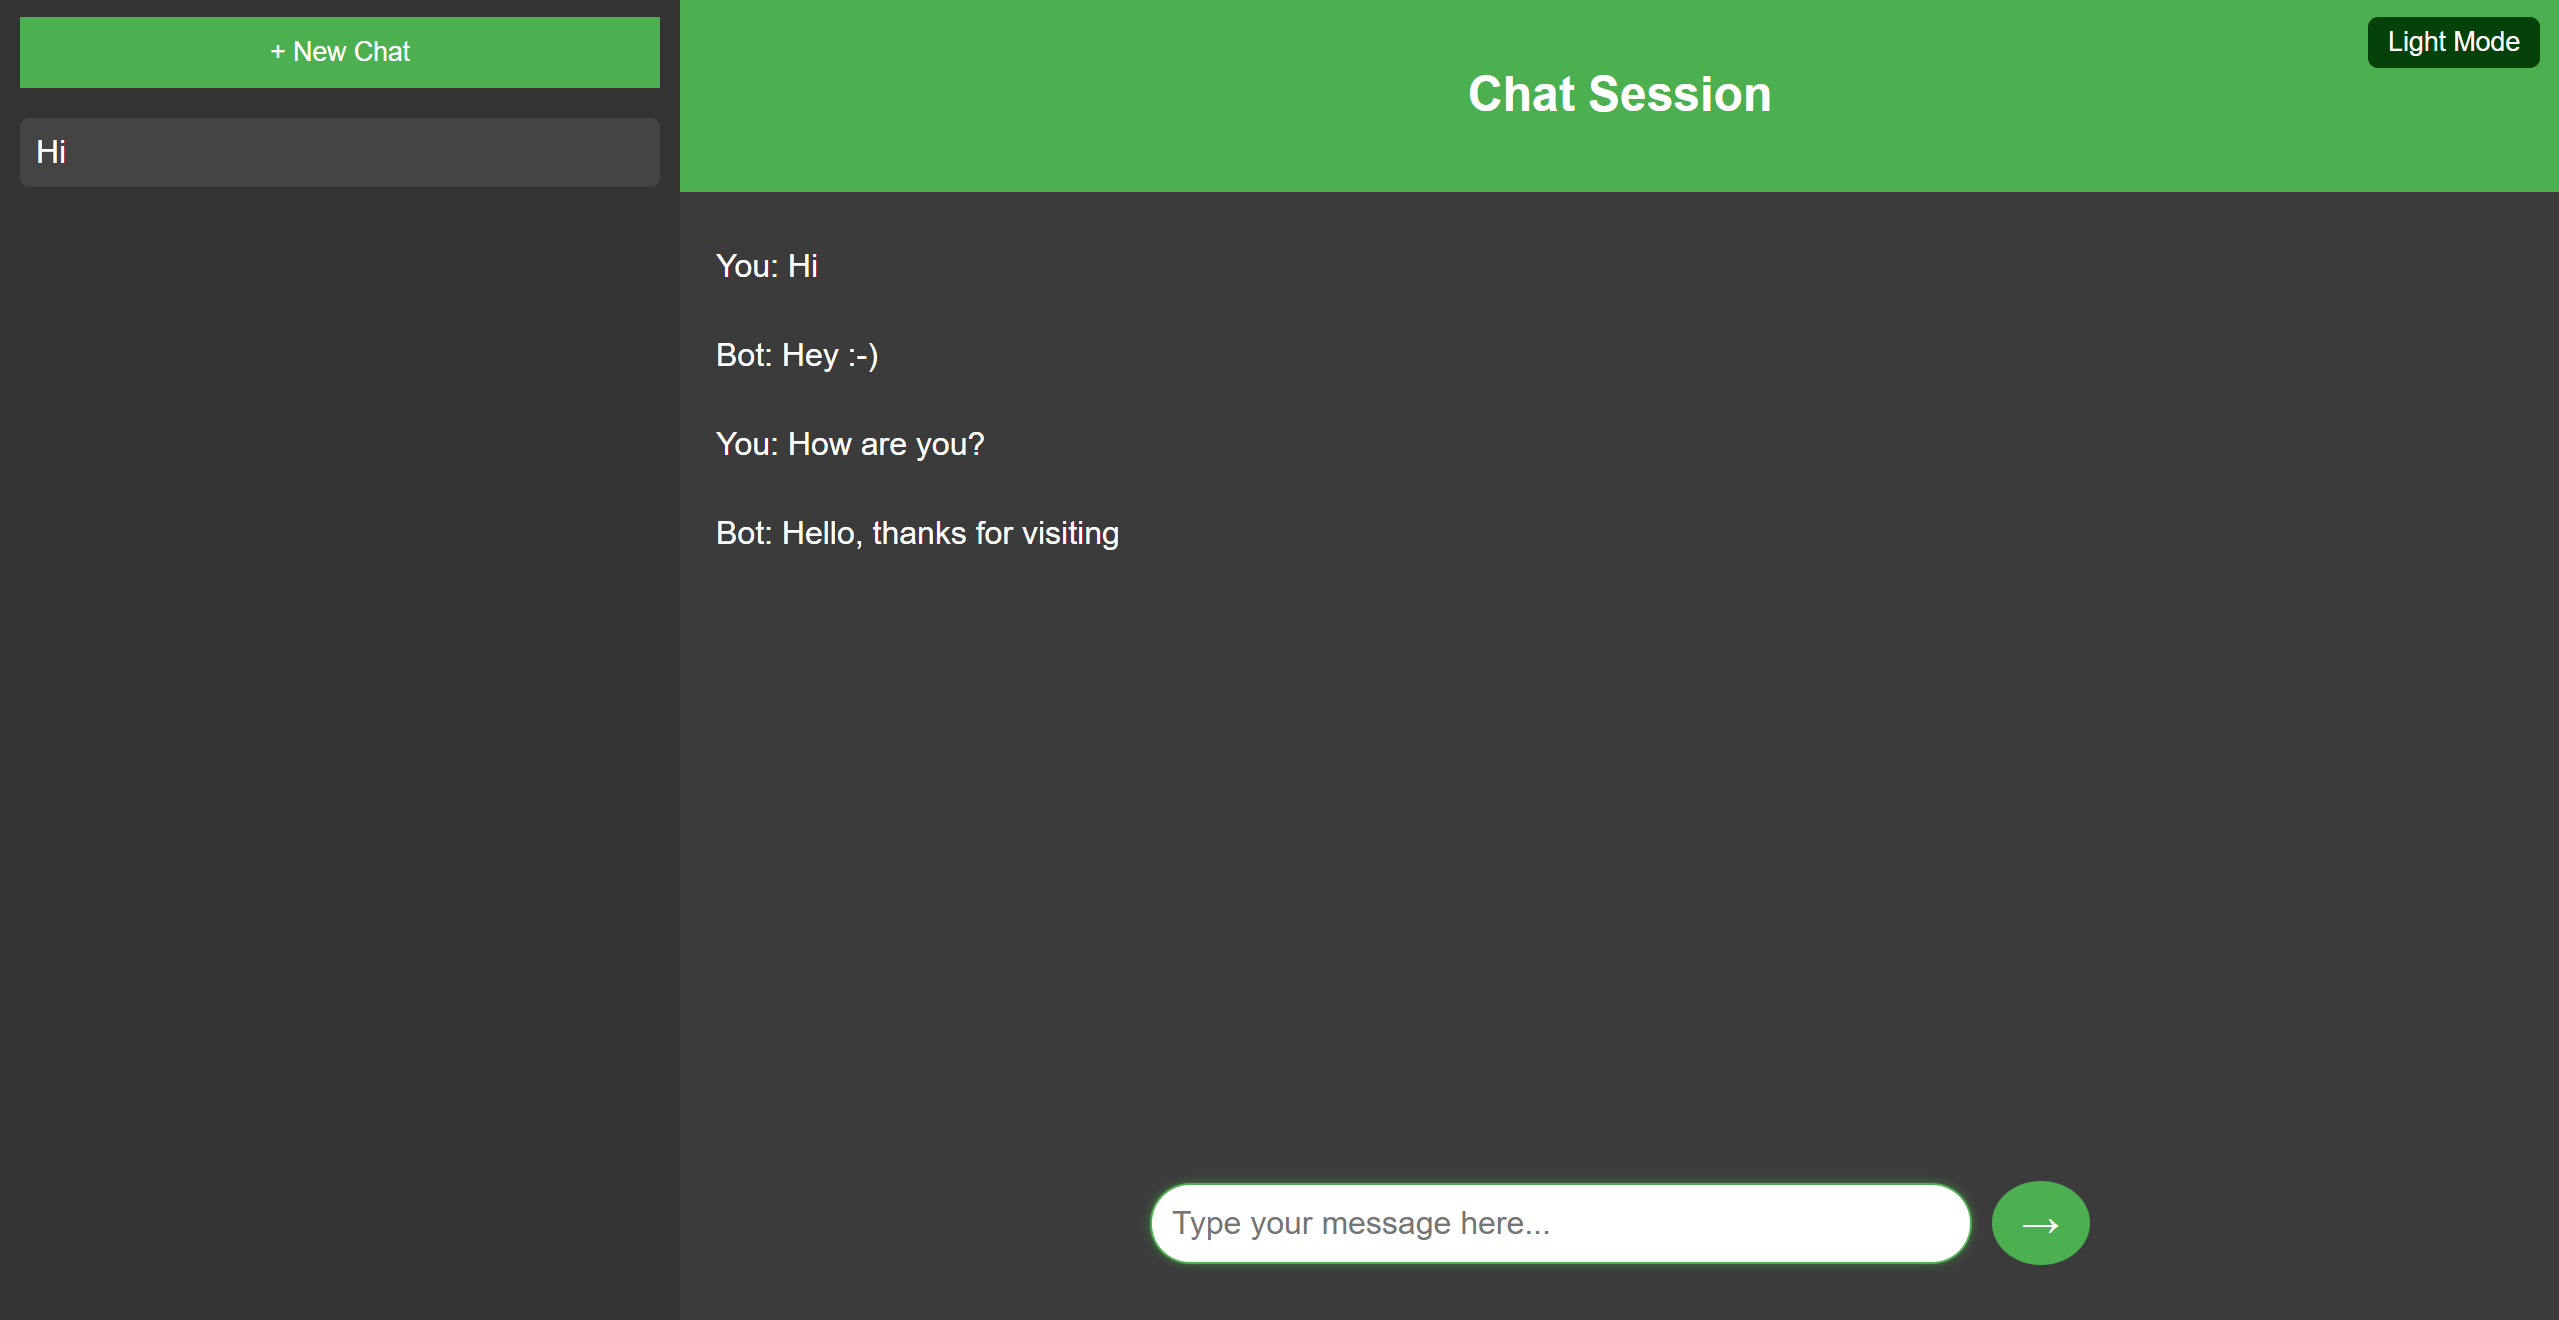 + New Chat
Hi
Light Mode
Chat Session
You: Hi
Bot: Hey :-)
You: How are you?
Bot: Hello, thanks for visiting
Type your message here...
→